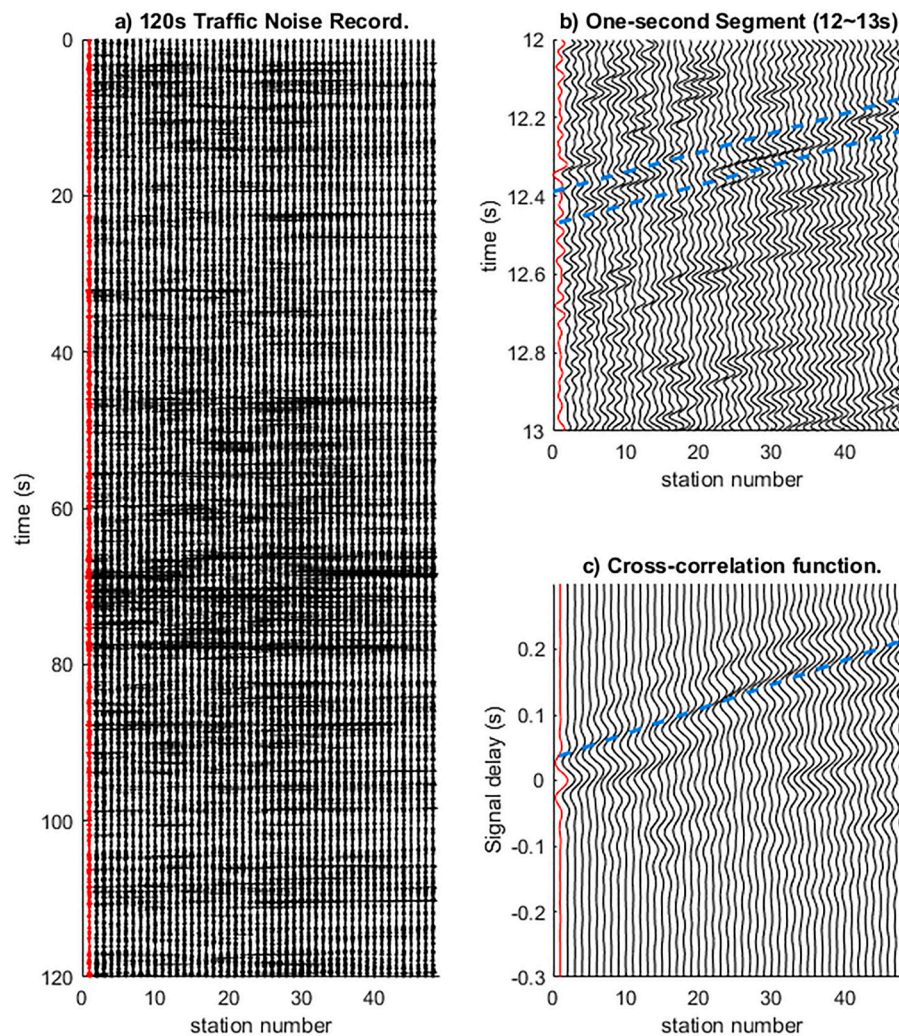 a) 120s Traffic Noise Record.
0
20
40
60
80
100
120
time (s)
0 10 20 30 40
station number
b) One-second Segment (12~13s)
12
12.2
12.4
12.6
12.8
13
time (s)
0 10 20 30 40
station number
c) Cross-correlation function.
0.2
0.1
0
-0.1
-0.2
-0.3
Signal delay (s)
0 10 20 30 40
station number